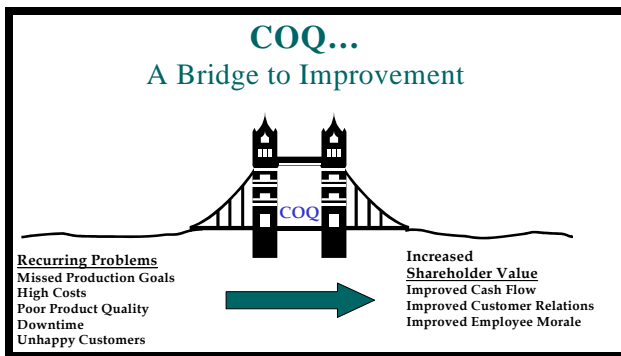 COQ...
A Bridge to Improvement
COQ
Recurring Problems
Missed Production Goals
High Costs
Poor Product Quality
Downtime
Unhappy Customers
Increased
Shareholder Value
Improved Cash Flow
Improved Customer Relations
Improved Employee Morale